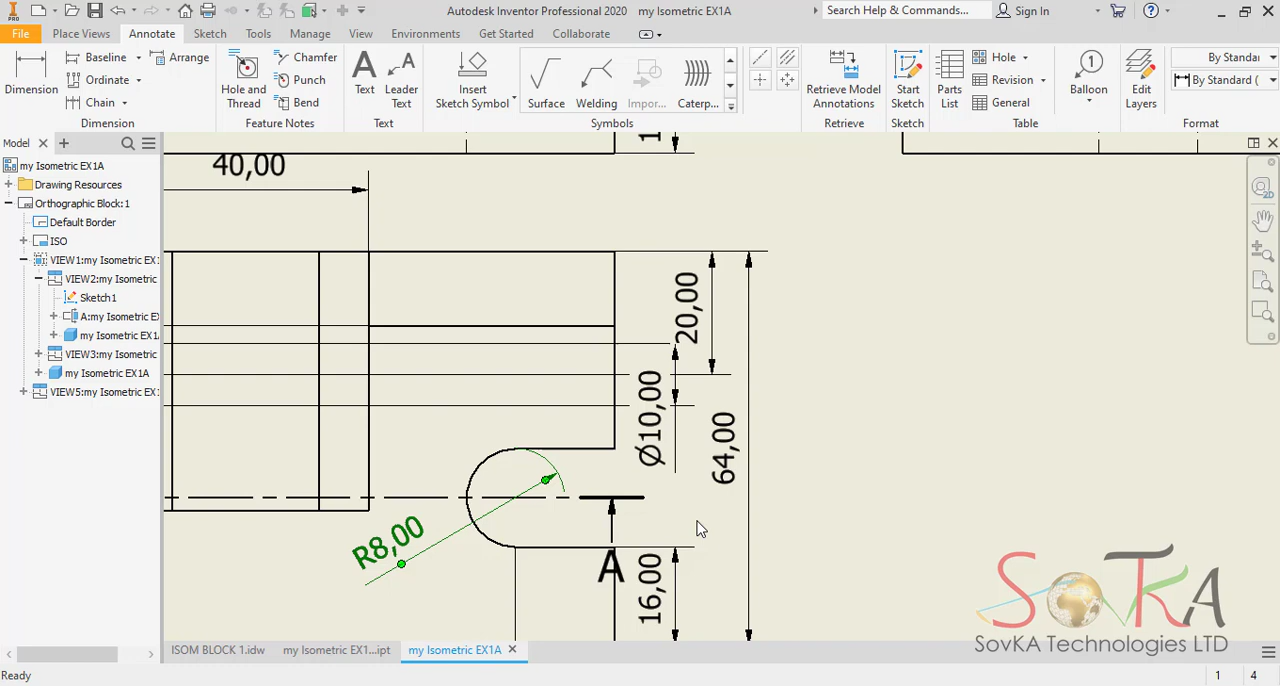 Autodesk Inventor Professional 2020 my Isometric EX1A
Search Help & Commands...
Sign In
PRO
File
Place Views
Annotate
Sketch
Tools
Manage
View
Environments
Get Started
Collaborate
Dimension
Baseline
Ordinate
Chain
Arrange
Dimension
Hole and
Thread
Chamfer
Punch
Bend
Feature Notes
Text
Leader
Text
Text
Insert
Sketch Symbol
Surface
Welding
Impor...
Caterp...
Symbols
Retrieve Model
Annotations
Retrieve
Start
Sketch
Sketch
Parts
List
Hole
Revision
General
Table
Balloon
Edit
Layers
By Standa
By Standard (
Format
Model
my Isometric EX1A
Drawing Resources
Orthographic Block:1
Default Border
ISO
VIEW1:my Isometric EX1
VIEW2:my Isometric
Sketch1
A:my Isometric E
my Isometric EX1
VIEW3:my Isometric
my Isometric EX1A
VIEW5:my Isometric EX1
40,00
20,00
Ø10,00
64,00
R8,00
A
16,00
SovKA
SovKA Technologies LTD
ISOM BLOCK 1.idw
my Isometric EX1...ipt
my Isometric EX1A
Ready
1
4